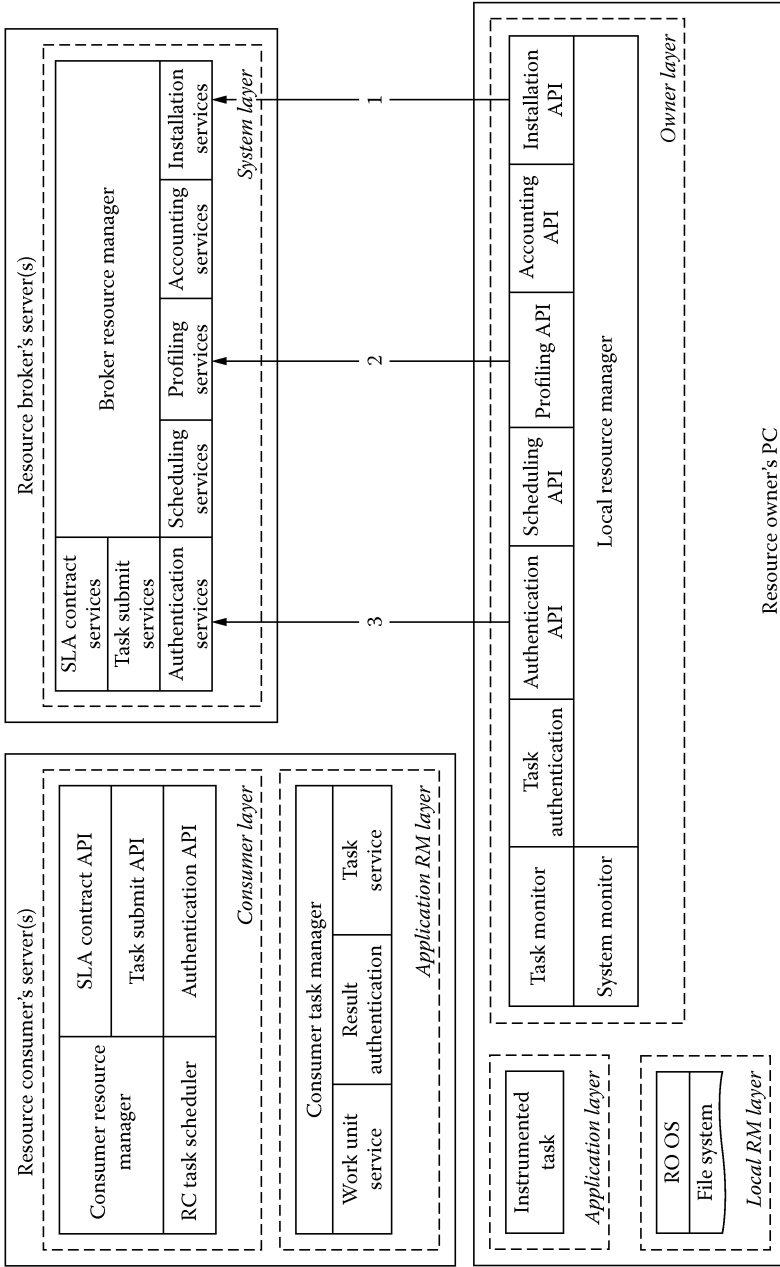 Resource consumer's server(s)
Consumer resource
manager
SLA contract API
Task submit API
RC task scheduler
Authentication API
Consumer layer
Consumer task manager
Work unit
service
Result
authentication
Task
service
Application RM layer
Resource broker's server(s)
SLA contract
services
Task submit
services
Broker resource manager
Authentication
services
Scheduling
services
Profiling
services
Accounting
services
Installation
services
System layer
3
2
1
Instrumented
task
Application layer
RO OS
File system
Local RM layer
Task monitor
Task
authentication
Authentication
API
Scheduling
API
Profiling API
Accounting
API
Installation
API
System monitor
Local resource manager
Owner layer
Resource owner's PC